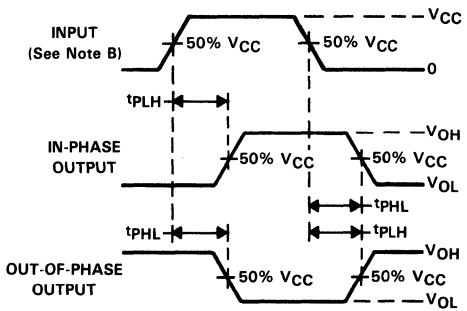 VCC
INPUT
(See Note B)
50% VCC
50% VCC
0
tPLH
IN-PHASE
OUTPUT
VOH
50% VCC
50% VCC
VOL
tPHL
tPHL
tPLH
OUT-OF-PHASE
OUTPUT
VOH
50% VCC
50% VCC
VOL